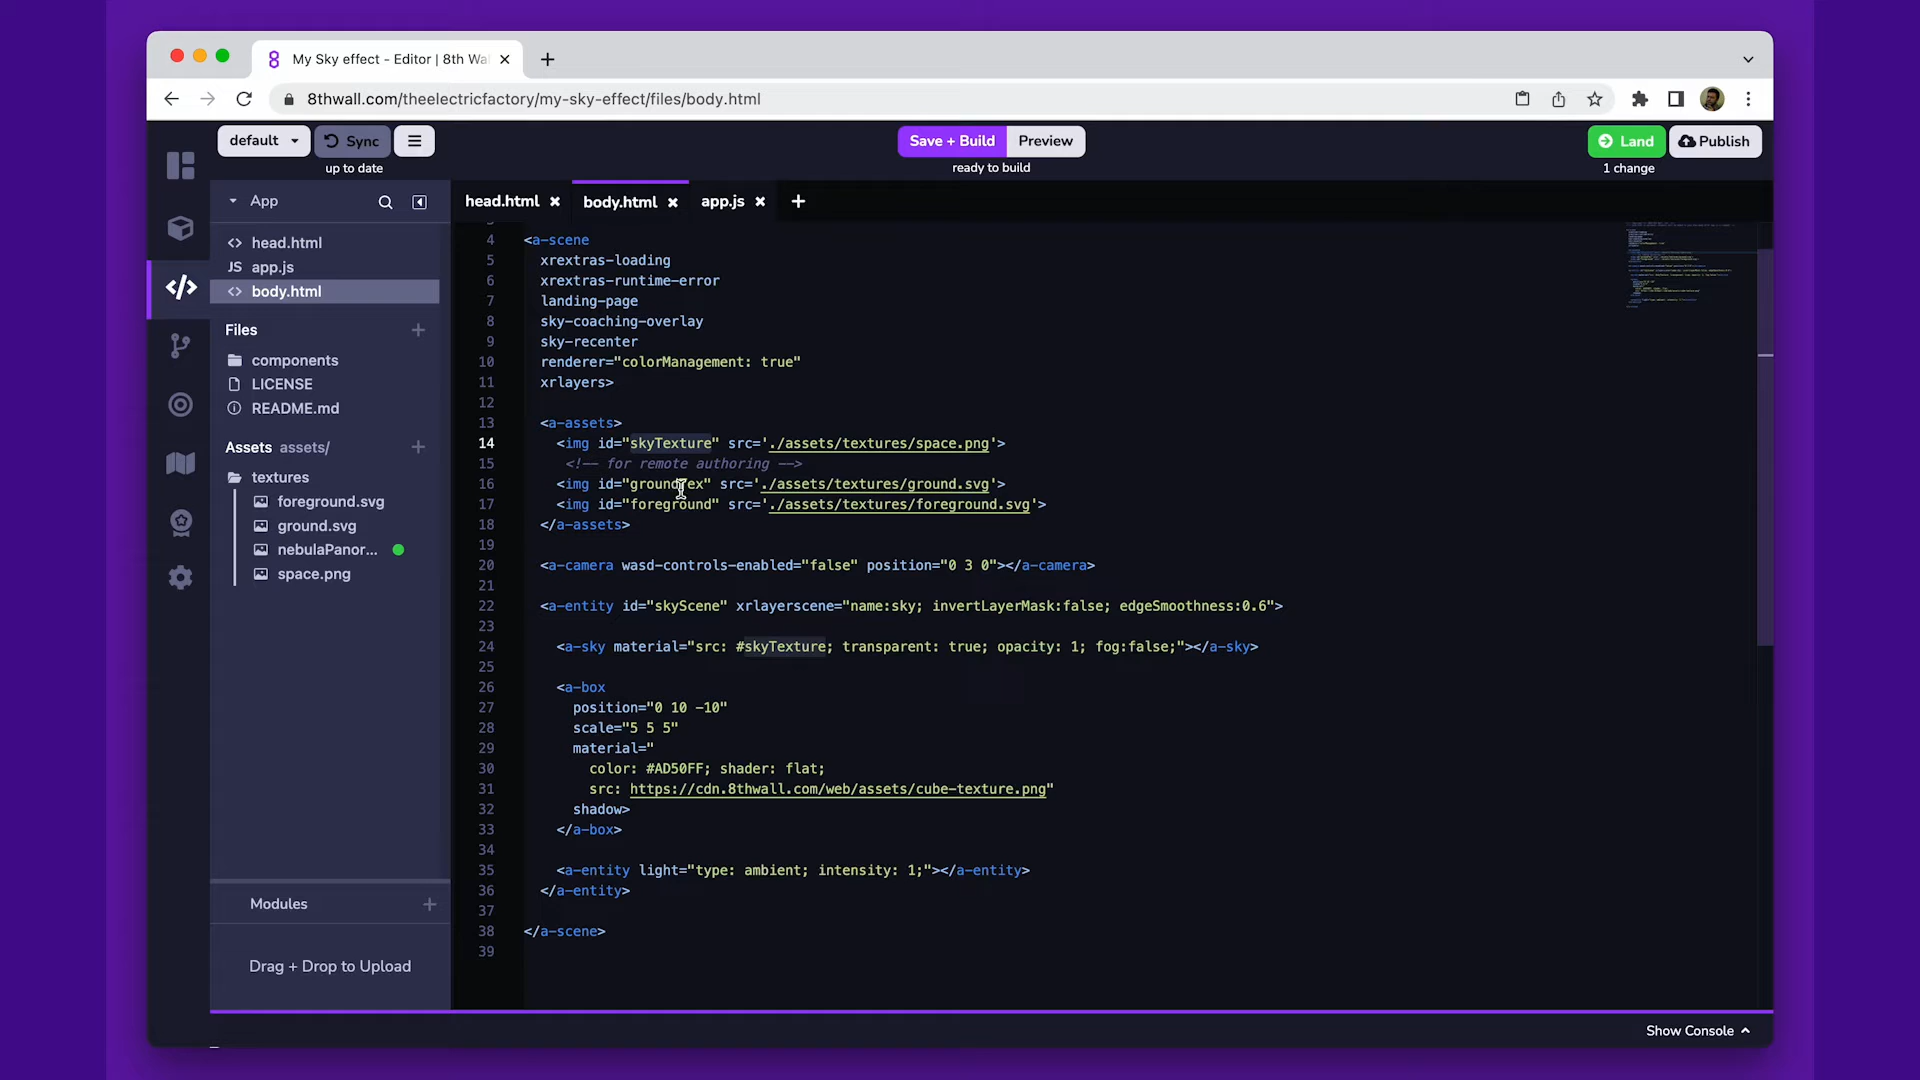 My Sky effect - Editor | 8th Wa
8thwall.com/theelectricfactory/my-sky-effect/files/body.html
default
Sync
up to date
Save + Build
Preview
ready to build
Land
Publish
1 change
App
head.html
app.js
body.html
Files
components
LICENSE
README.md
Assets assets/
textures
foreground.svg
ground.svg
nebulaPanor...
space.png
Modules
Drag + Drop to Upload
head.html
body.html
app.js
4 <a-scene
5 xrextras-loading
6 xrextras-runtime-error
7 landing-page
8 sky-coaching-overlay
9 sky-recenter
10 renderer="colorManagement: true"
11 xrlayers>
12
13 <a-assets>
14 <img id="skyTexture" src='./assets/textures/space.png'>
15 <!-- for remote authoring -->
16 <img id="groundTex" src='./assets/textures/ground.svg'>
17 <img id="foreground" src='./assets/textures/foreground.svg'>
18 </a-assets>
19
20 <a-camera wasd-controls-enabled="false" position="0 3 0"></a-camera>
21
22 <a-entity id="skyScene" xrlayerscene="name:sky; invertLayerMask:false; edgeSmoothness:0.6">
23
24 <a-sky material="src: #skyTexture; transparent: true; opacity: 1; fog:false;"></a-sky>
25
26 <a-box
27 position="0 10 -10"
28 scale="5 5 5"
29 material="
30 color: #AD50FF; shader: flat;
31 src: https://cdn.8thwall.com/web/assets/cube-texture.png"
32 shadow>
33 </a-box>
34
35 <a-entity light="type: ambient; intensity: 1;"></a-entity>
36 </a-entity>
37
38 </a-scene>
39
Show Console